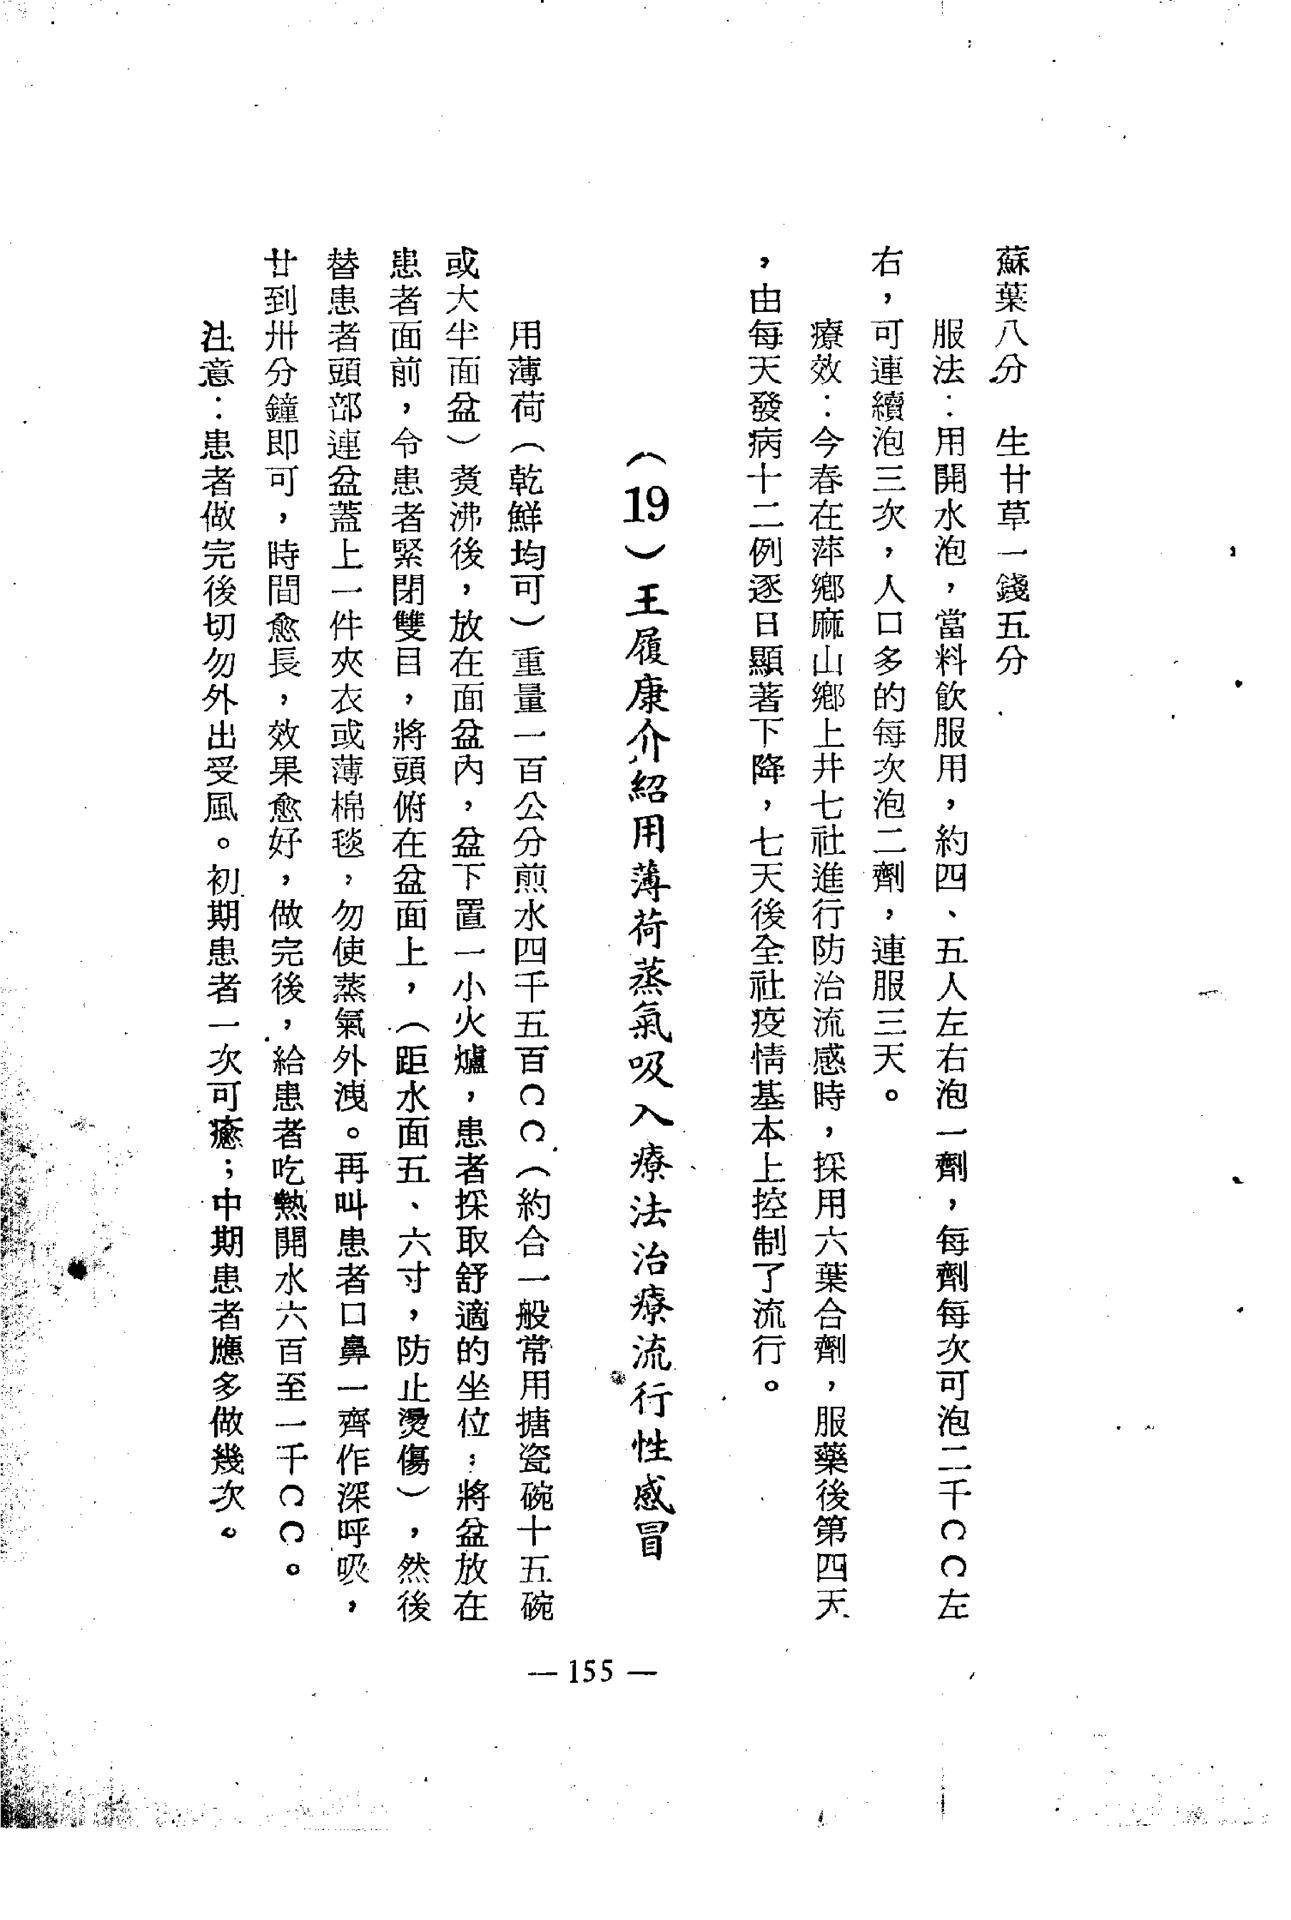 蘇葉八分　生甘草一錢五分
服法：用開水泡，當料飲服用，約四、五人左右泡一劑，每劑每次可泡二千CC左
右，可連續泡三次，人口多的每次泡二劑，連服三天。
療效：今春在萍鄉麻山鄉上井七社進行防治流感時，採用六葉合劑，服藥後第四天
，由每天發病十二例逐日顯著下降，七天後全社疫情基本上控制了流行。
（19）王履康介紹用薄荷蒸氣吸入療法治療流行性感冒
用薄荷（乾鮮均可）重量一百公分煎水四千五百CC（約合一般常用搪瓷碗十五碗
或大半面盆）煑沸後，放在面盆內，盆下置一小火爐，患者採取舒適的坐位；將盆放在
患者面前，令患者緊閉雙目，將頭俯在盆面上，（距水面五、六寸，防止燙傷），然後
替患者頭部連盆蓋上一件夾衣或薄棉毯，勿使蒸氣外洩。再叫患者口鼻一齊作深呼吸，
廿到卅分鐘即可，時間愈長，效果愈好，做完後，給患者吃熱開水六百至一千CC。
注意：患者做完後切勿外出受風。初期患者一次可癒；中期患者應多做幾次。
— 155 —